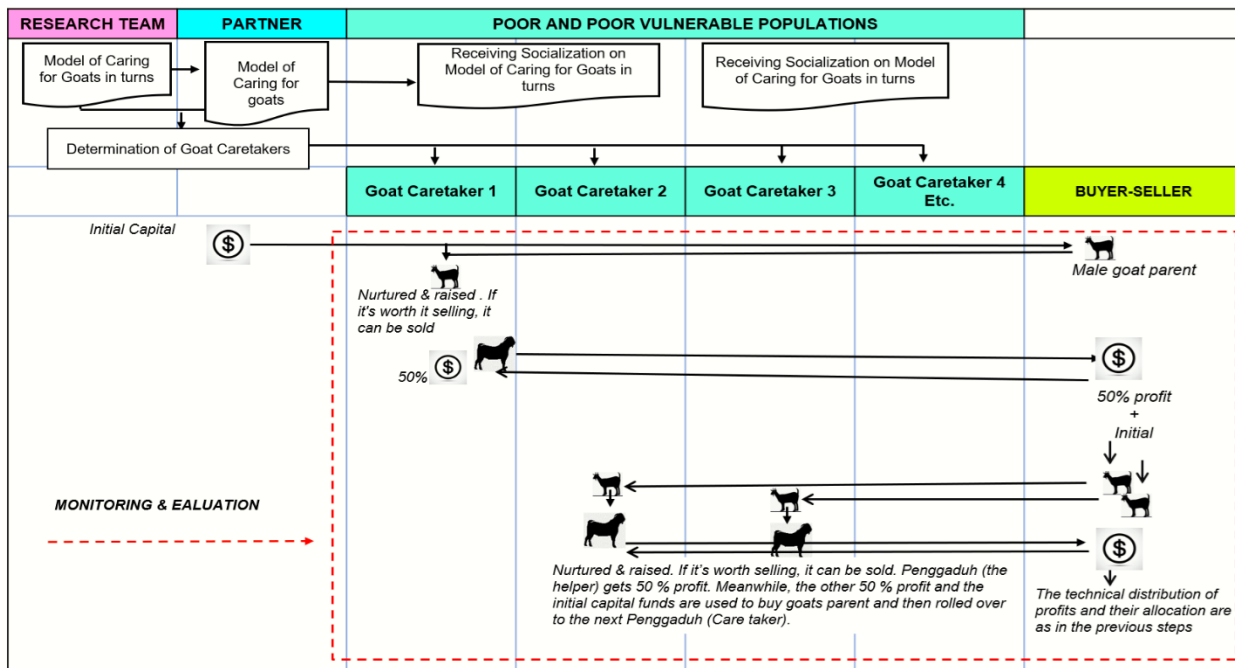 RESEARCH TEAM
PARTNER
POOR AND POOR VULNERABLE POPULATIONS
Model of Caring
for Goats in turns
Model of
Caring for
goats
Receiving Socialization on
Model of Caring for Goats in
turns
Receiving Socialization on Model
of Caring for Goats in turns
Determination of Goat Caretakers
Goat Caretaker 1
Goat Caretaker 2
Goat Caretaker 3
Goat Caretaker 4
Etc.
BUYER-SELLER
Initial Capital
$
Male goat parent
Nurtured & raised . If
it's worth it selling, it
can be sold
50%
$
$
50% profit
+
Initial
MONITORING & EALUATION
$
Nurtured & raised. If it's worth selling, it can be sold. Penggaduh (the
helper) gets 50 % profit. Meanwhile, the other 50 % profit and the
initial capital funds are used to buy goats parent and then rolled over
to the next Penggaduh (Care taker).
The technical distribution of
profits and their allocation are
as in the previous steps